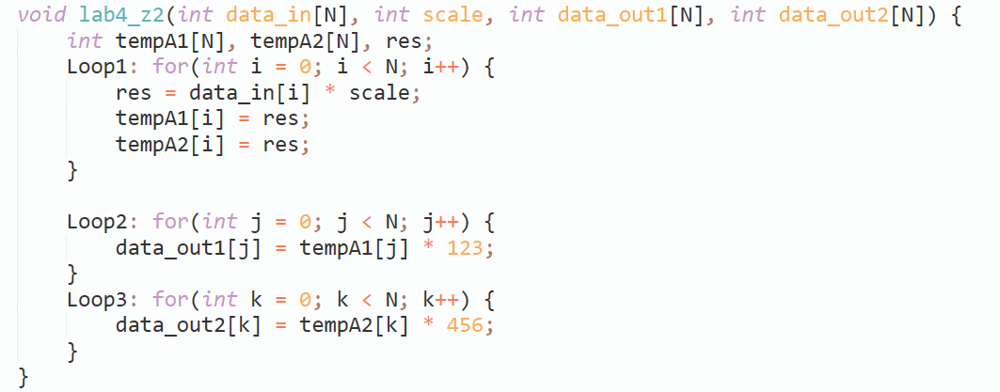 void lab4_z2(int data_in[N], int scale, int data_out1[N], int data_out2[N]) {
    int tempA1[N], tempA2[N], res;
    Loop1: for(int i = 0; i < N; i++) {
        res = data_in[i] * scale;
        tempA1[i] = res;
        tempA2[i] = res;
    }

    Loop2: for(int j = 0; j < N; j++) {
        data_out1[j] = tempA1[j] * 123;
    }
    Loop3: for(int k = 0; k < N; k++) {
        data_out2[k] = tempA2[k] * 456;
    }
}